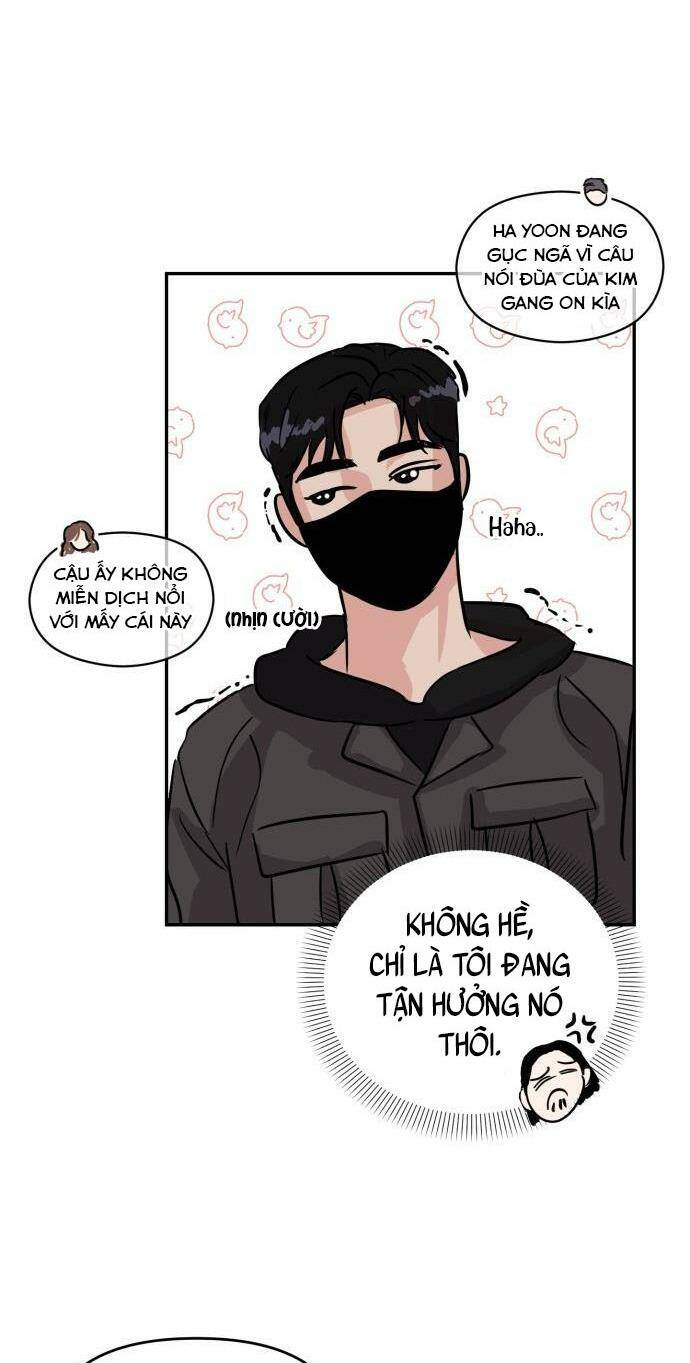 HA YOON ĐANG
GỤC NGÃ VÌ CÂU
NÓI ĐÙA CỦA KIM
GANG ON KÌA
Haha..
CẬU ẤY KHÔNG
MIỄN DỊCH NỔI
VỚI MẤY CÁI NÀY
(Nhịn cười)
KHÔNG HỀ,
CHỈ LÀ TÔI ĐANG
TẬN HƯỞNG NÓ
THÔI.